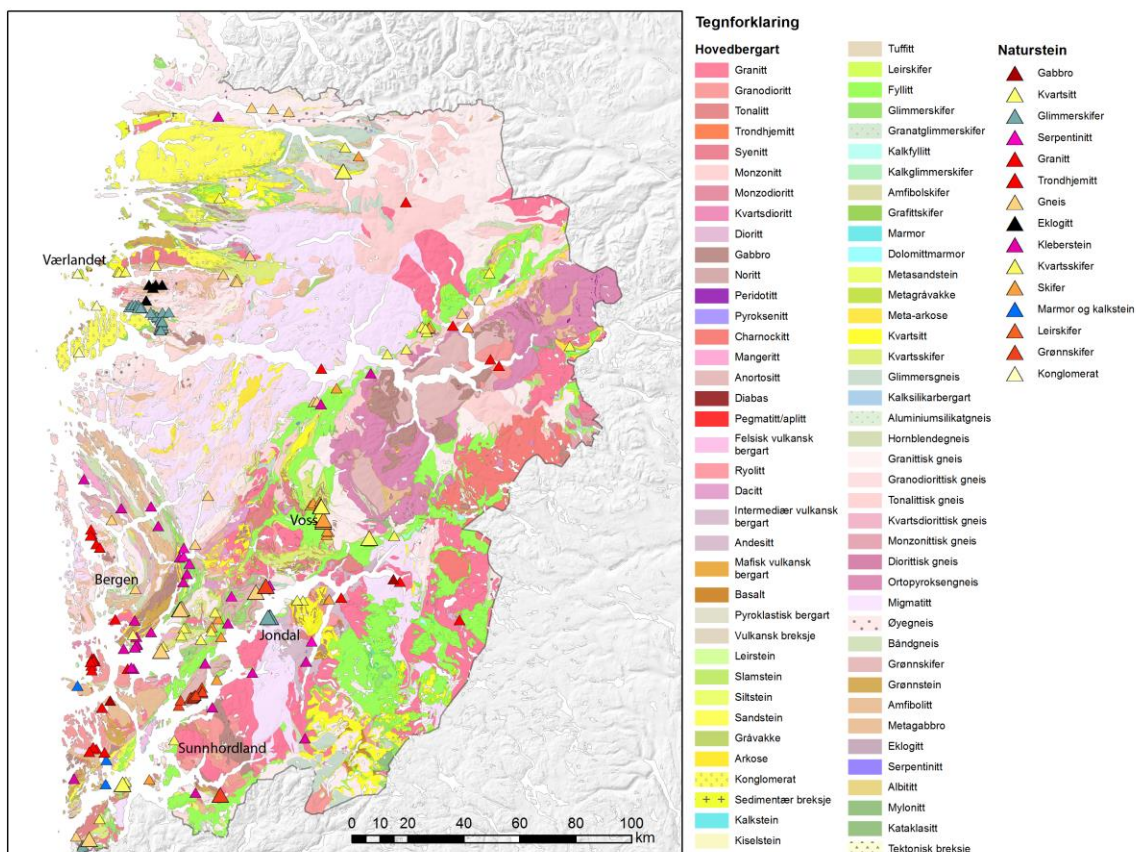 Værlandet
Voss
Bergen
Jondal
Sunnhordland
0 10 20 40 60 80 100
km
Tegnforklaring
Hovedbergart
Granitt
Granodioritt
Tonalitt
Trondhjemitt
Syenitt
Monzonitt
Monzodioritt
Kvartsdioritt
Dioritt
Gabbro
Noritt
Peridotitt
Pyroksenitt
Charnockitt
Mangeritt
Anortositt
Diabas
Pegmatitt/aplitt
Felsisk vulkansk
bergart
Ryolitt
Dacitt
Intermediær vulkansk
bergart
Andesitt
Mafisk vulkansk
bergart
Basalt
Pyroklastisk bergart
Vulkansk breksje
Leirstein
Slamstein
Siltstein
Sandstein
Gråvakke
Arkose
Konglomerat
Sedimentær breksje
Kalkstein
Kiselstein
Tuffitt
Leirskifer
Fyllitt
Glimmerskifer
Granatglimmerskifer
Kalkfyllitt
Kalkglimmerskifer
Amfibolskifer
Grafittskifer
Marmor
Dolomittmarmor
Metasandstein
Metagråvakke
Meta-arkose
Kvartsitt
Kvartsskifer
Glimmersgneis
Kalksilikarbergart
Aluminiumsilikatgneis
Hornblendegneis
Granittisk gneis
Granodiorittisk gneis
Tonalittisk gneis
Kvartsdiorittisk gneis
Monzonittisk gneis
Diorittisk gneis
Ortopyroksengneis
Migmatitt
Øyegneis
Båndgneis
Grønnskifer
Grønnstein
Amfibolitt
Metagabbro
Eklogitt
Serpentinitt
Albititt
Mylonitt
Kataklasitt
Tektonisk breksje
Naturstein
Gabbro
Kvartsitt
Glimmerskifer
Serpentinitt
Granitt
Trondhjemitt
Gneis
Eklogitt
Kleberstein
Kvartsskifer
Skifer
Marmor og kalkstein
Leirskifer
Grønnskifer
Konglomerat